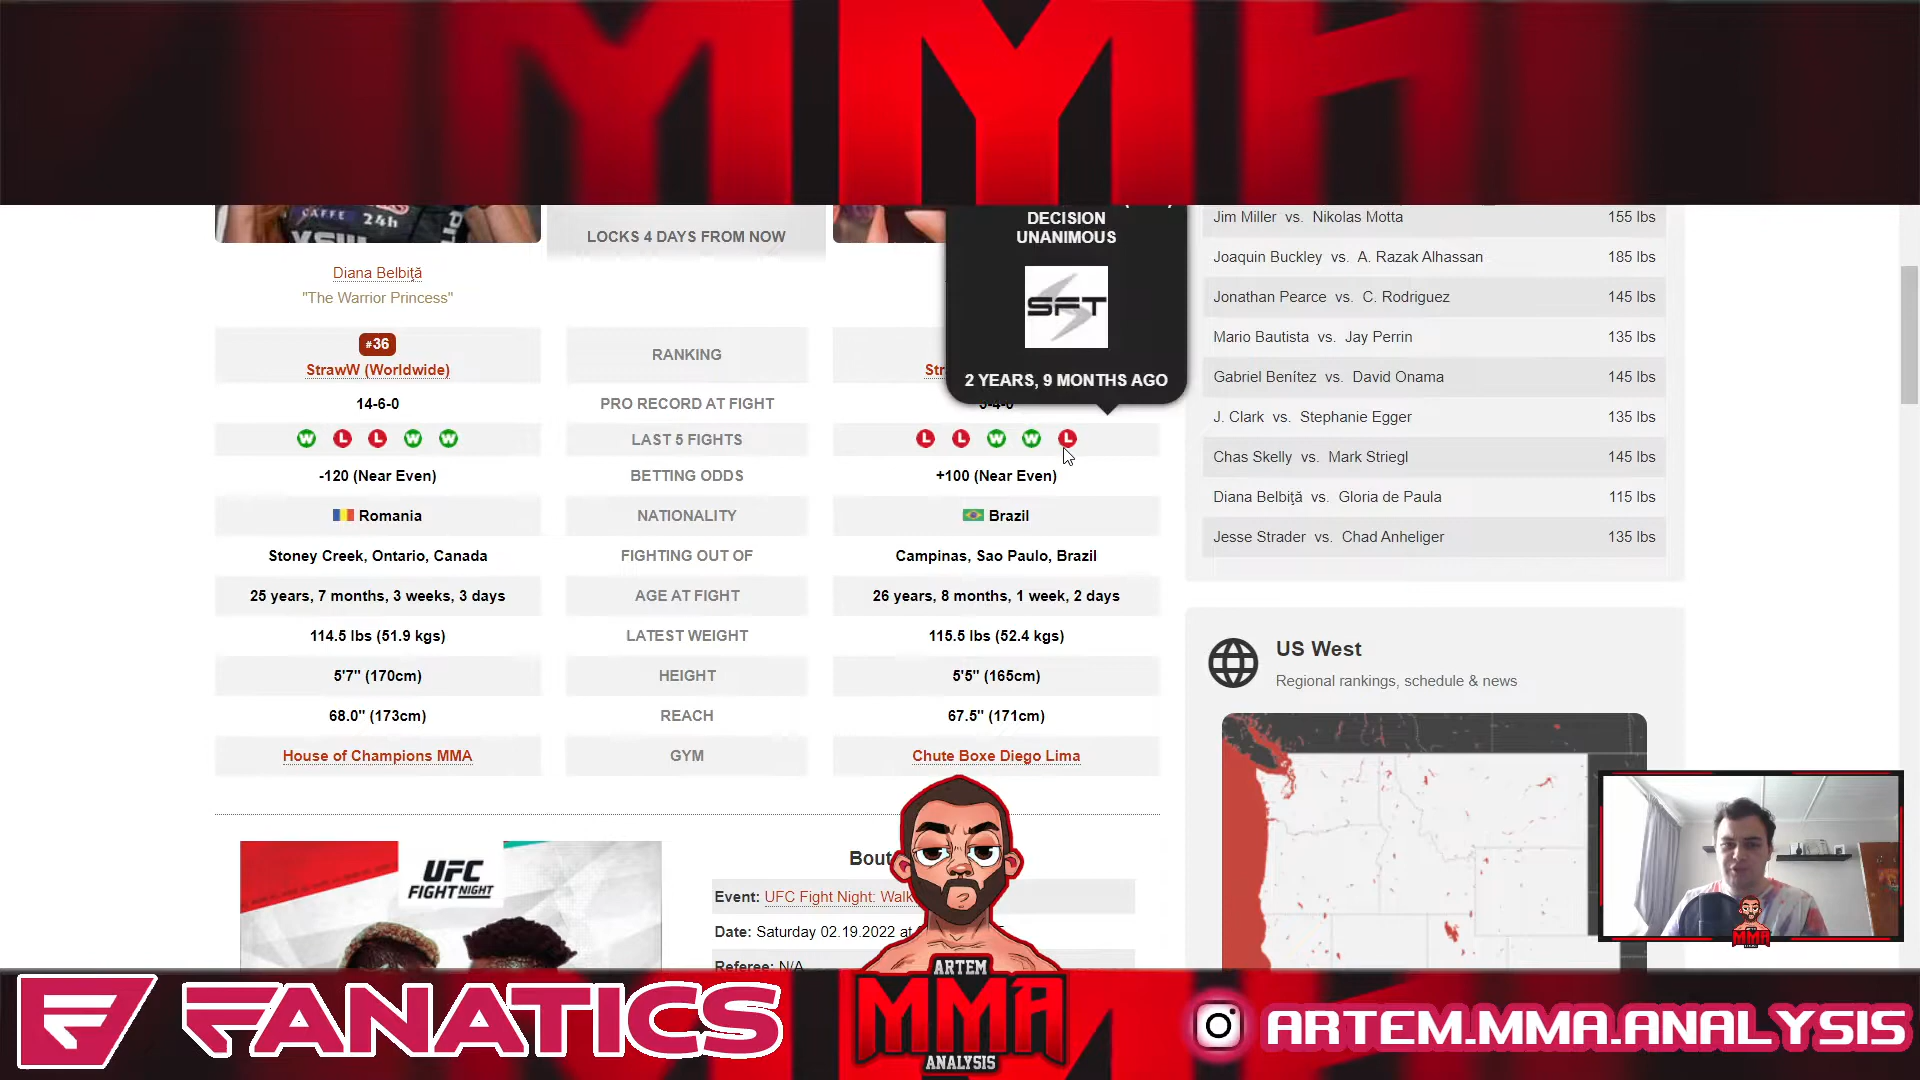 MMA
CAFFE 24h
LOCKS 4 DAYS FROM NOW
DECISION
UNANIMOUS
SFT
2 YEARS, 9 MONTHS AGO
Diana Belbiţă
"The Warrior Princess"
#36
StrawW (Worldwide)
RANKING
Str
14-6-0
PRO RECORD AT FIGHT
5-4-0
W L L W W
LAST 5 FIGHTS
L L W W L
-120 (Near Even)
BETTING ODDS
+100 (Near Even)
Romania
NATIONALITY
Brazil
Stoney Creek, Ontario, Canada
FIGHTING OUT OF
Campinas, Sao Paulo, Brazil
25 years, 7 months, 3 weeks, 3 days
AGE AT FIGHT
26 years, 8 months, 1 week, 2 days
114.5 lbs (51.9 kgs)
LATEST WEIGHT
115.5 lbs (52.4 kgs)
5'7" (170cm)
HEIGHT
5'5" (165cm)
68.0" (173cm)
REACH
67.5" (171cm)
House of Champions MMA
GYM
Chute Boxe Diego Lima
Jim Miller vs. Nikolas Motta 155 lbs
Joaquin Buckley vs. A. Razak Alhassan 185 lbs
Jonathan Pearce vs. C. Rodriguez 145 lbs
Mario Bautista vs. Jay Perrin 135 lbs
Gabriel Benítez vs. David Onama 145 lbs
J. Clark vs. Stephanie Egger 135 lbs
Chas Skelly vs. Mark Striegl 145 lbs
Diana Belbiţă vs. Gloria de Paula 115 lbs
Jesse Strader vs. Chad Anheliger 135 lbs
US West
Regional rankings, schedule & news
UFC
FIGHT NIGHT
Bout
Event: UFC Fight Night: Walk
Date: Saturday 02.19.2022 at
Referee: N/A
MMA
FANATICS
ARTEM
MMA
ANALYSIS
ARTEM.MMA.ANALYSIS